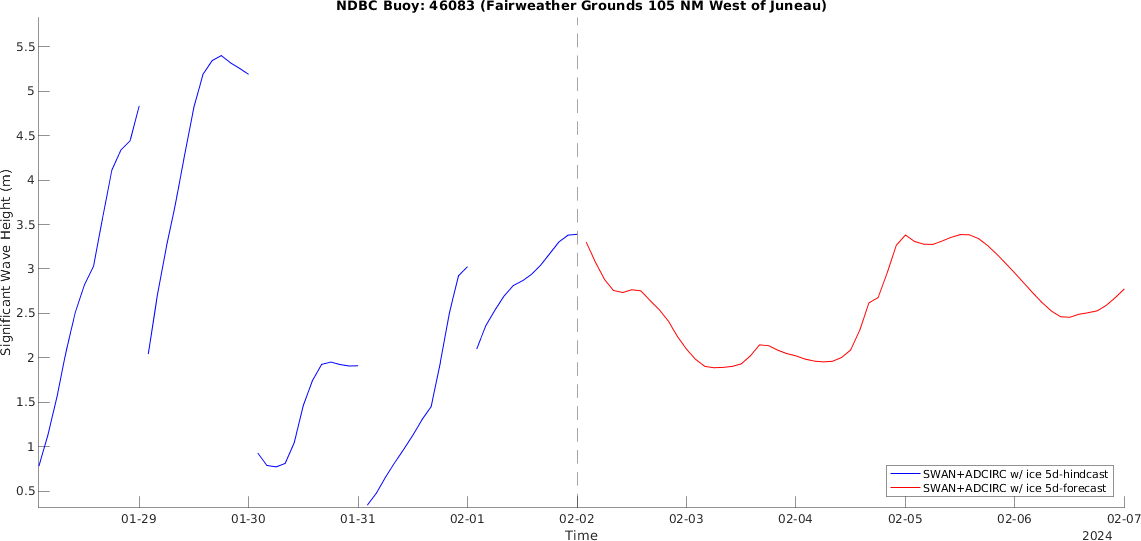 NDBC Buoy: 46083 (Fairweather Grounds 105 NM West of Juneau)
Significant Wave Height (m)
5.5
5
4.5
4
3.5
3
2.5
2
1.5
1
0.5
SWAN+ADCIRC w/ ice 5d-hindcast
SWAN+ADCIRC w/ ice 5d-forecast
01-29 01-30 01-31 02-01 02-02 02-03 02-04 02-05 02-06 02-07
Time
2024